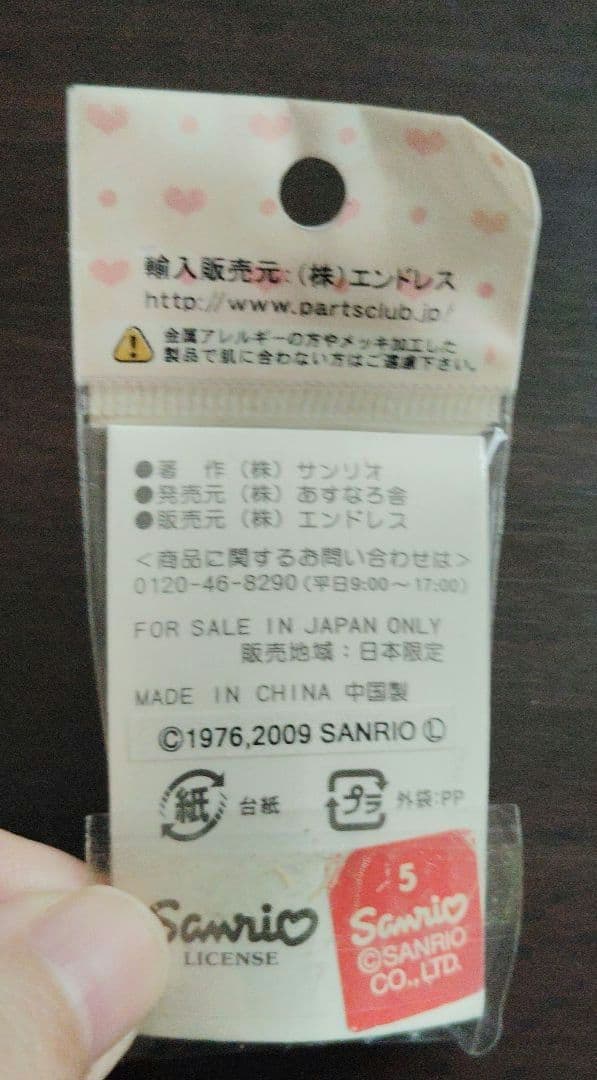 輸入販売元:(株)エンドレス
http://www.partsclub.jp/
金属アレルギーの方やメッキ加工した
製品で肌に合わない方はご遠慮下さい。
●著 作(株)サンリオ
●発売元(株)あすなろ舎
●販売元(株)エンドレス
<商品に関するお問い合わせは>
0120-46-8290(平日9:00~17:00)
FOR SALE IN JAPAN ONLY
販売地域:日本限定
MADE IN CHINA 中国製
©1976,2009 SANRIO Ⓛ
紙 台紙 プラ 外袋:PP
Sanrio
LICENSE
5
Sanrio
©SANRIO
CO.,LTD.